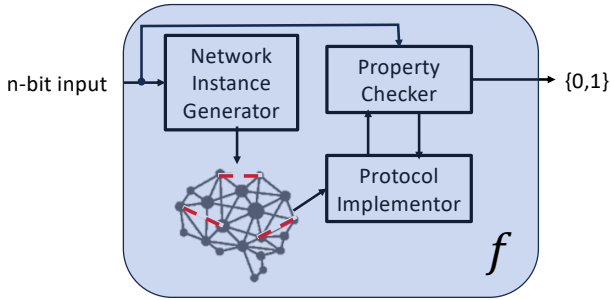 n-bit input
Network
Instance
Generator
Property
Checker
{0,1}
Protocol
Implementor
f